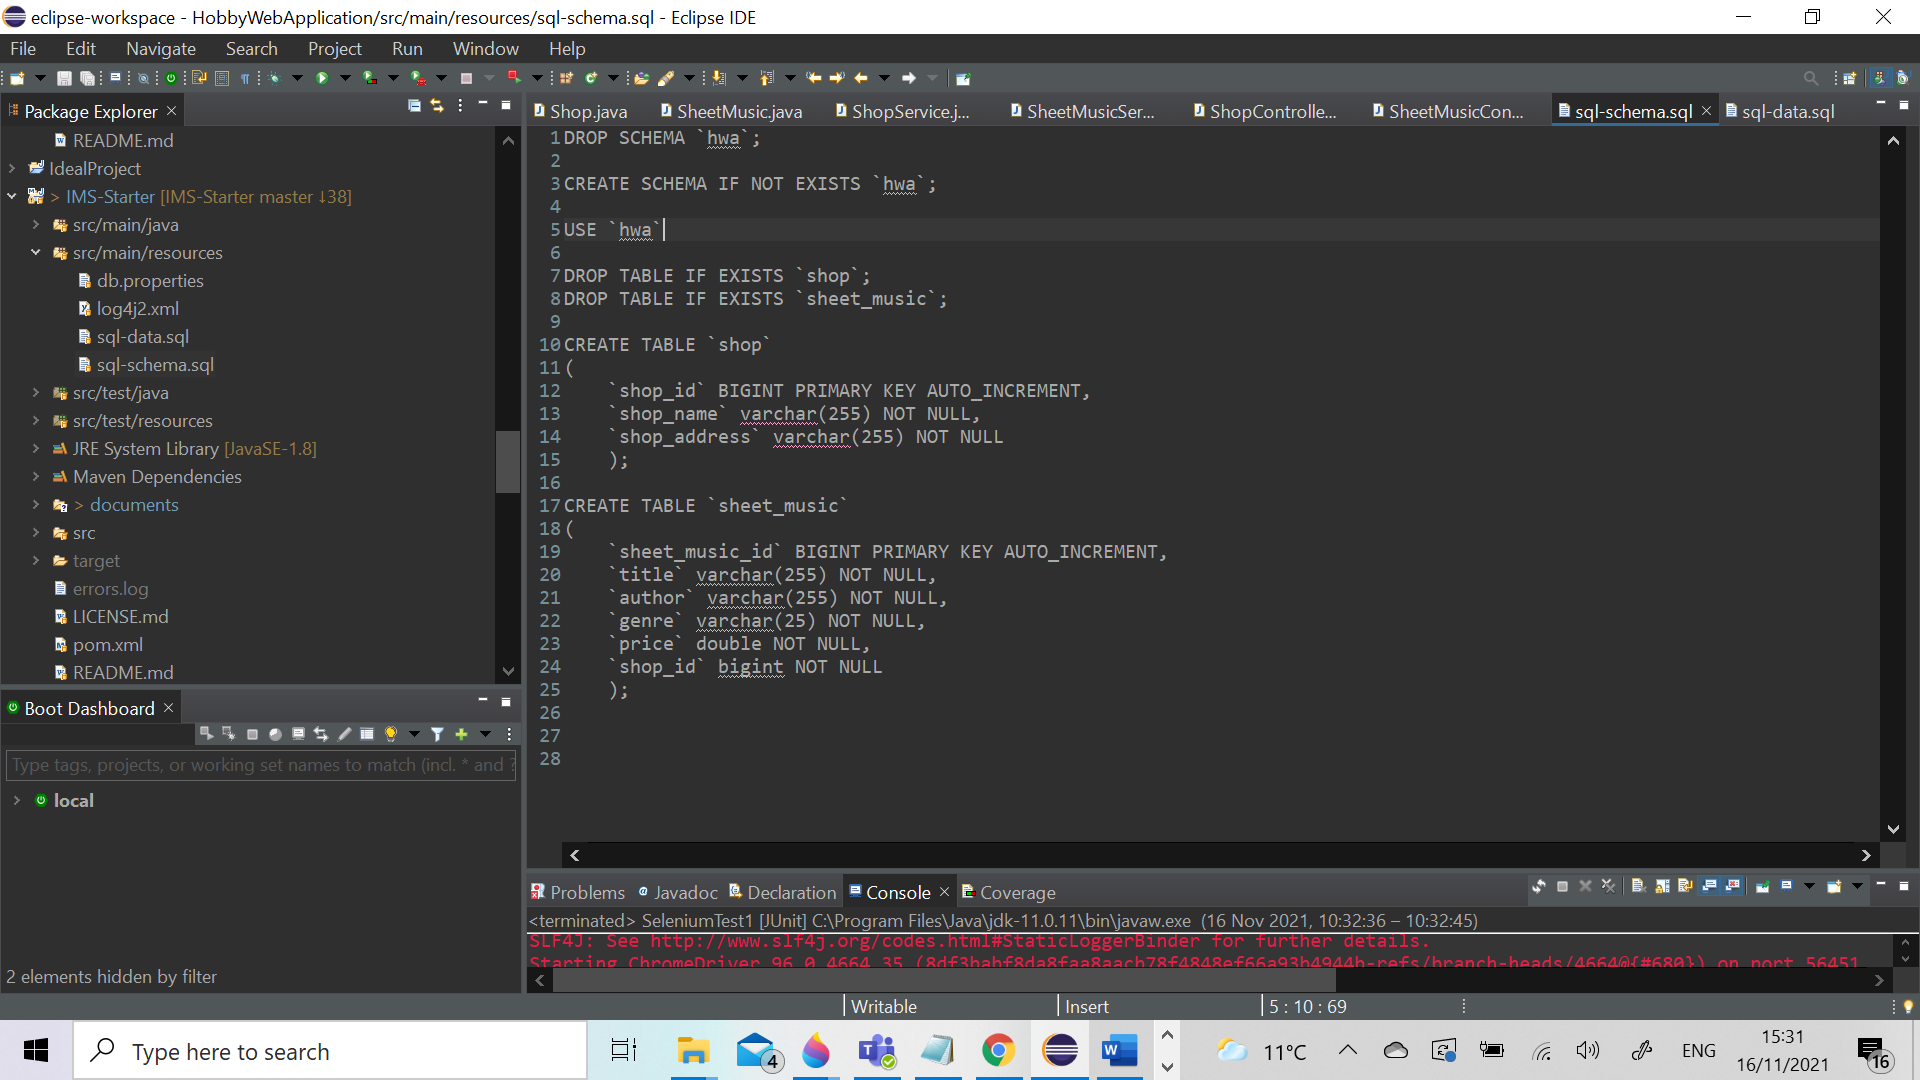 eclipse-workspace - HobbyWebApplication/src/main/resources/sql-schema.sql - Eclipse IDE
File Edit Navigate Search Project Run Window Help
Package Explorer
README.md
IdealProject
> IMS-Starter [IMS-Starter master ↓38]
src/main/java
src/main/resources
db.properties
log4j2.xml
sql-data.sql
sql-schema.sql
src/test/java
src/test/resources
JRE System Library [JavaSE-1.8]
Maven Dependencies
> documents
src
target
errors.log
LICENSE.md
pom.xml
README.md
Boot Dashboard
Type tags, projects, or working set names to match (incl. * and ?
local
2 elements hidden by filter
Shop.java SheetMusic.java ShopService.j... SheetMusicSer... ShopControlle... SheetMusicCon... sql-schema.sql sql-data.sql
1 DROP SCHEMA `hwa`;
2
3 CREATE SCHEMA IF NOT EXISTS `hwa`;
4
5 USE `hwa`
6
7 DROP TABLE IF EXISTS `shop`;
8 DROP TABLE IF EXISTS `sheet_music`;
9
10 CREATE TABLE `shop`
11 (
12 `shop_id` BIGINT PRIMARY KEY AUTO_INCREMENT,
13 `shop_name` varchar(255) NOT NULL,
14 `shop_address` varchar(255) NOT NULL
15 );
16
17 CREATE TABLE `sheet_music`
18 (
19 `sheet_music_id` BIGINT PRIMARY KEY AUTO_INCREMENT,
20 `title` varchar(255) NOT NULL,
21 `author` varchar(255) NOT NULL,
22 `genre` varchar(25) NOT NULL,
23 `price` double NOT NULL,
24 `shop_id` bigint NOT NULL
25 );
26
27
28
Problems Javadoc Declaration Console Coverage
<terminated> SeleniumTest1 [JUnit] C:\Program Files\Java\jdk-11.0.11\bin\javaw.exe (16 Nov 2021, 10:32:36 – 10:32:45)
SLF4J: See http://www.slf4j.org/codes.html#StaticLoggerBinder for further details.
Starting ChromeDriver 96.0.4664.35 (8df3babf8da8faa8aach78f4848ef66a93b4944b-refs/branch-heads/4664@{#680}) on port 56451
Writable Insert 5 : 10 : 69
Type here to search
4
11°C
ENG
15:31
16/11/2021
16